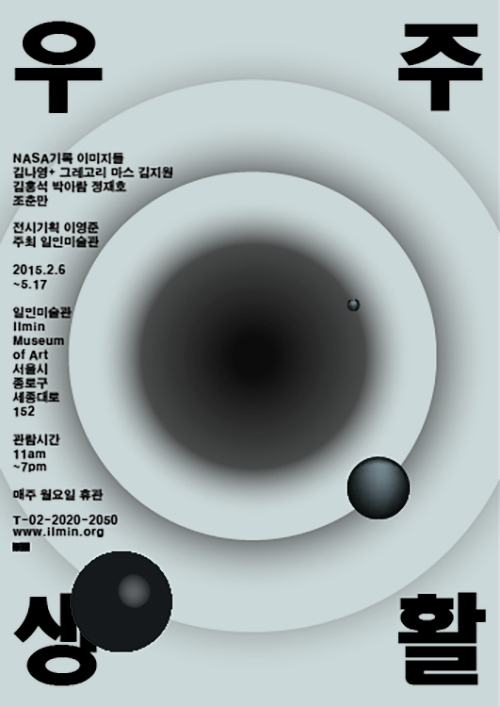 우주
NASA기록 이미지들
김나영+ 그레고리 마스 김지원
김홍석 박아람 정재호
조춘만
전시기획 이영준
주최 일민미술관
2015.2.6
~5.17
일민미술관
Ilmin
Museum
of Art
서울시
종로구
세종대로
152
관람시간
11am
~7pm
매주 월요일 휴관
T-02-2020-2050
www.ilmin.org
생활